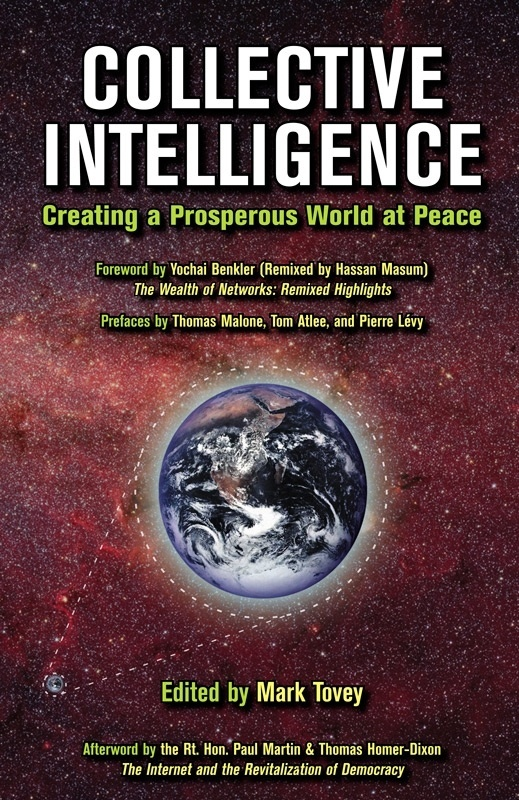 COLLECTIVE
INTELLIGENCE
Creating a Prosperous World at Peace
Foreword by Yochai Benkler (Remixed by Hassan Masum)
The Wealth of Networks: Remixed Highlights
Prefaces by Thomas Malone, Tom Atlee, and Pierre Lévy
Edited by Mark Tovey
Afterword by the Rt. Hon. Paul Martin & Thomas Homer-Dixon
The Internet and the Revitalization of Democracy